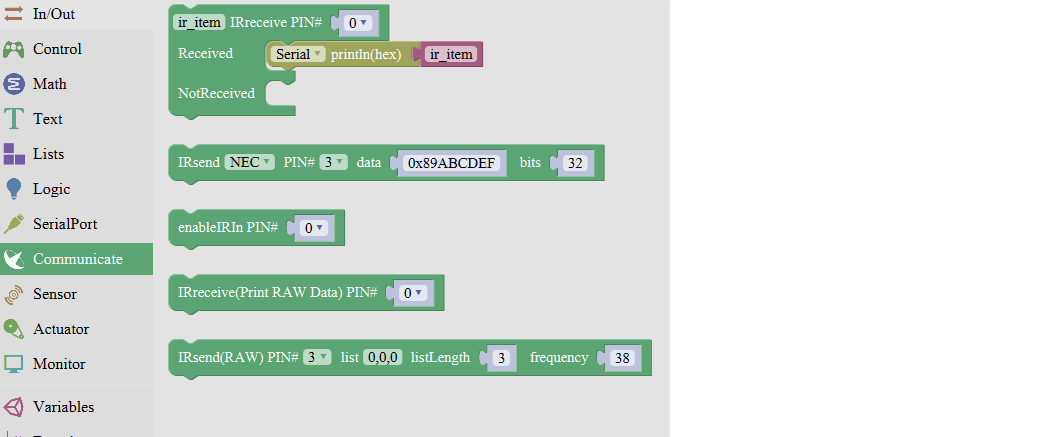 In/Out
Control
Math
Text
Lists
Logic
SerialPort
Communicate
Sensor
Actuator
Monitor
Variables
ir_item IRreceive PIN# 0
Received Serial println(hex) ir_item
NotReceived
IRsend NEC PIN# 3 data 0x89ABCDEF bits 32
enableIRIn PIN# 0
IRreceive(Print RAW Data) PIN# 0
IRsend(RAW) PIN# 3 list 0,0,0 listLength 3 frequency 38